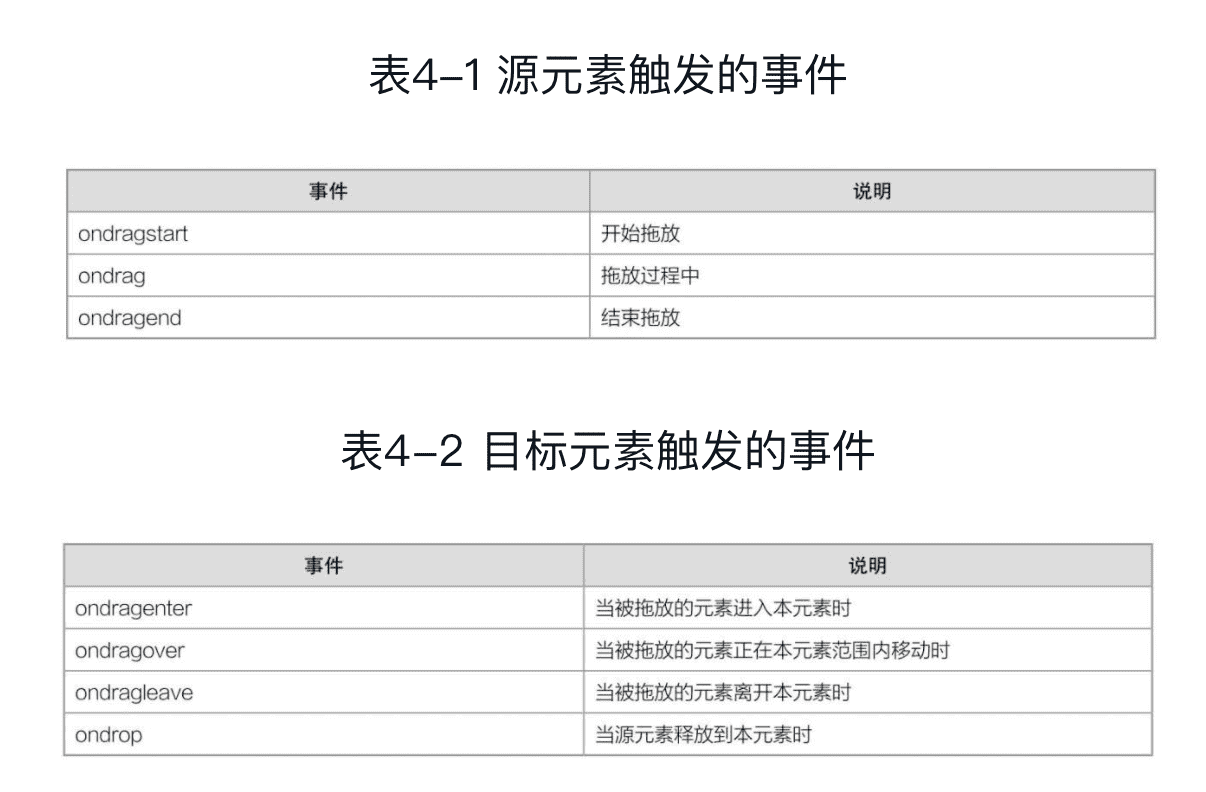 表4-1 源元素触发的事件
事件 说明
ondragstart 开始拖放
ondrag 拖放过程中
ondragend 结束拖放
表4-2 目标元素触发的事件
事件 说明
ondragenter 当被拖放的元素进入本元素时
ondragover 当被拖放的元素正在本元素范围内移动时
ondragleave 当被拖放的元素离开本元素时
ondrop 当源元素释放到本元素时